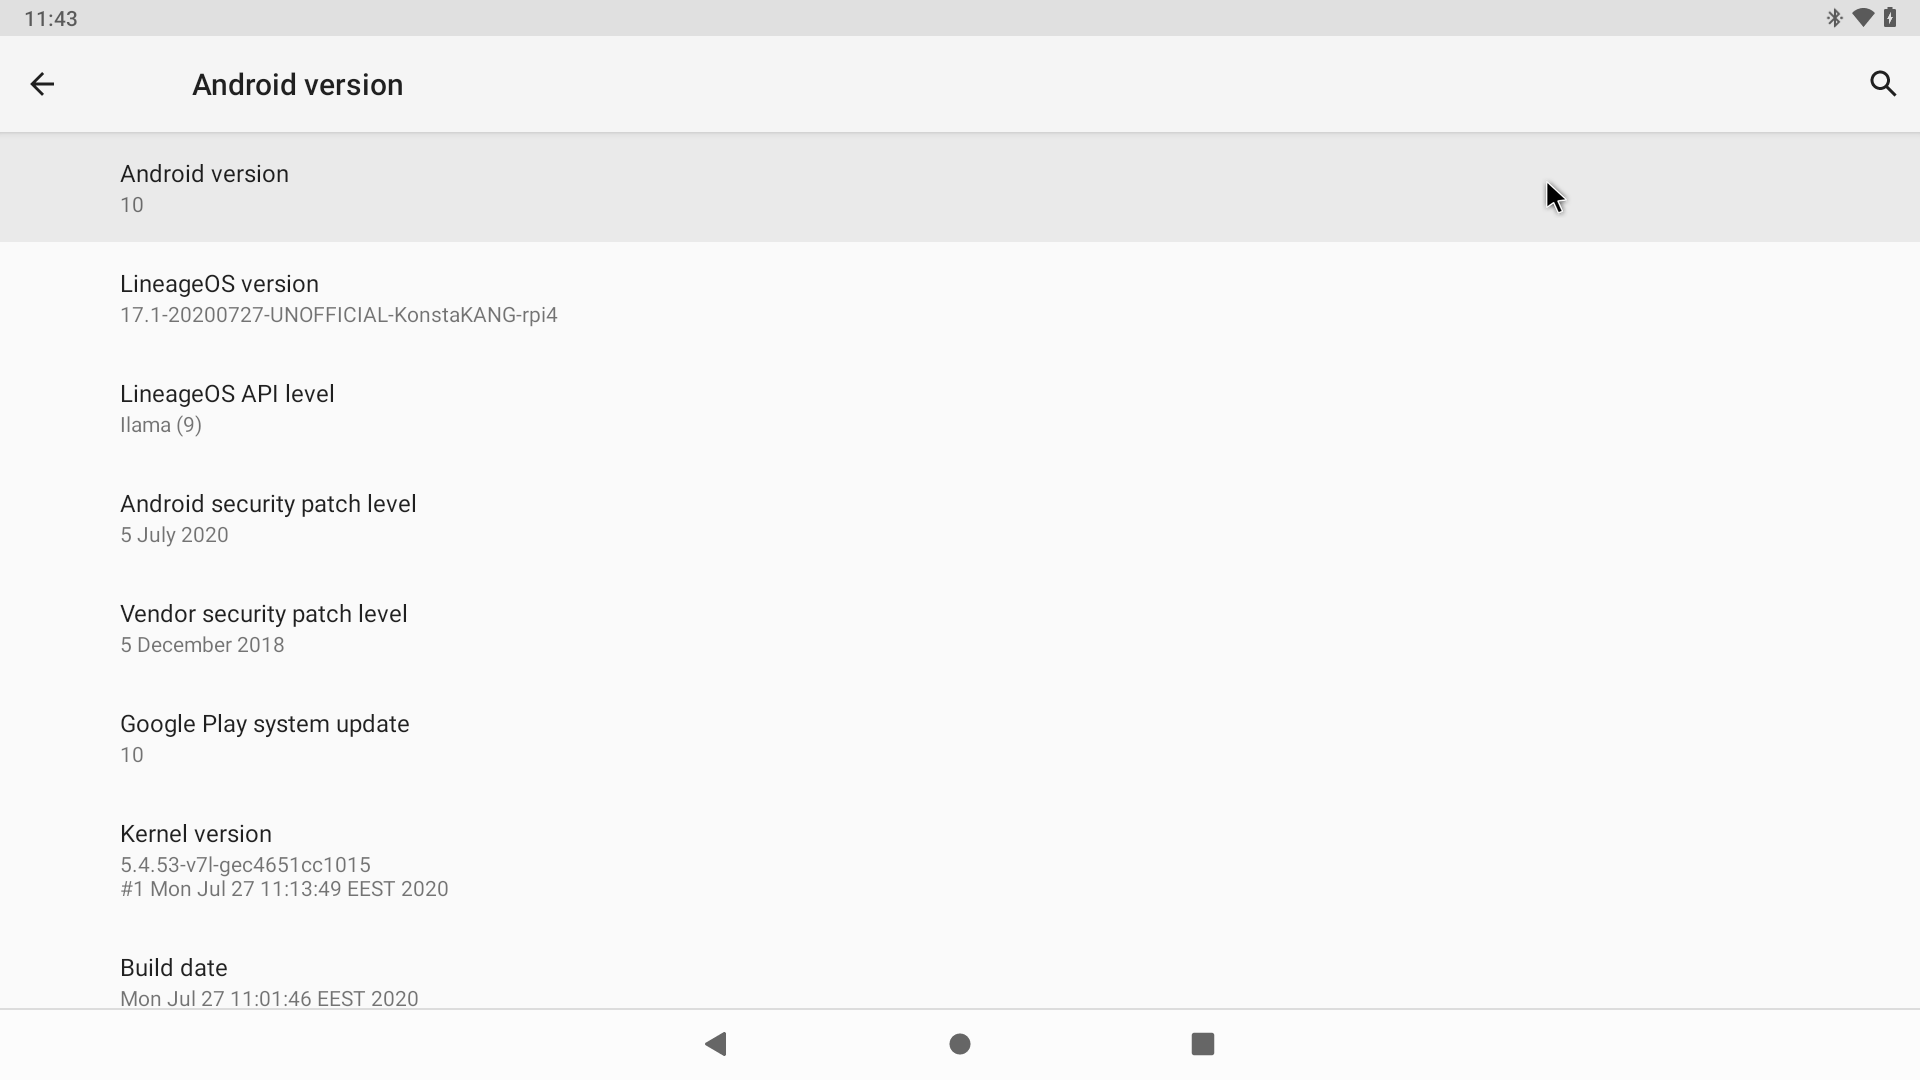 11:43
Android version
Android version
10
LineageOS version
17.1-20200727-UNOFFICIAL-KonstaKANG-rpi4
LineageOS API level
Ilama (9)
Android security patch level
5 July 2020
Vendor security patch level
5 December 2018
Google Play system update
10
Kernel version
5.4.53-v7l-gec4651cc1015
#1 Mon Jul 27 11:13:49 EEST 2020
Build date
Mon Jul 27 11:01:46 EEST 2020